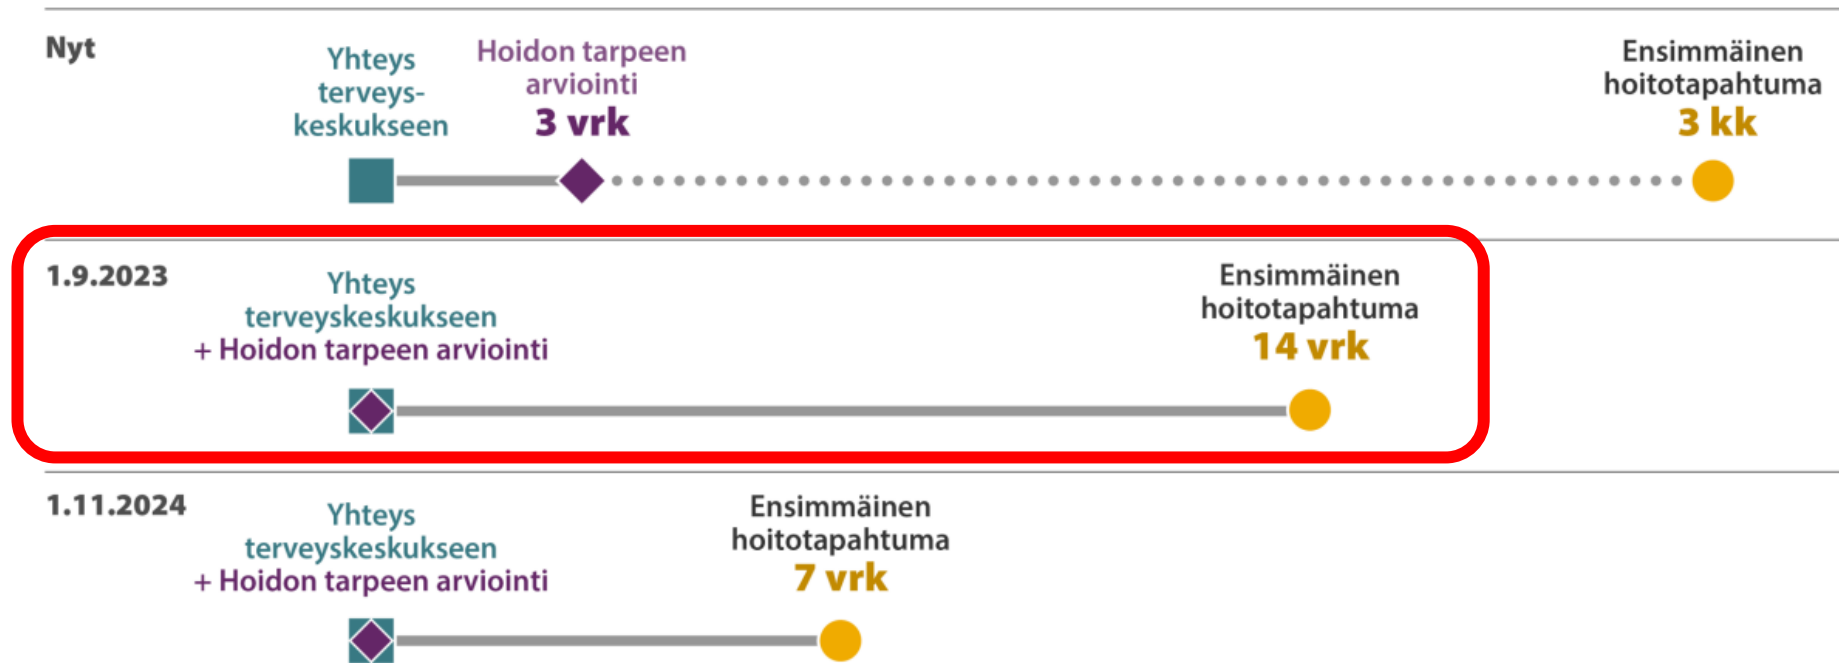 Nyt
Yhteys
terveys-
keskukseen
Hoidon tarpeen
arviointi
3 vrk
Ensimmäinen
hoitotapahtuma
3 kk
1.9.2023
Yhteys
terveyskeskukseen
+ Hoidon tarpeen arviointi
Ensimmäinen
hoitotapahtuma
14 vrk
1.11.2024
Yhteys
terveyskeskukseen
+ Hoidon tarpeen arviointi
Ensimmäinen
hoitotapahtuma
7 vrk